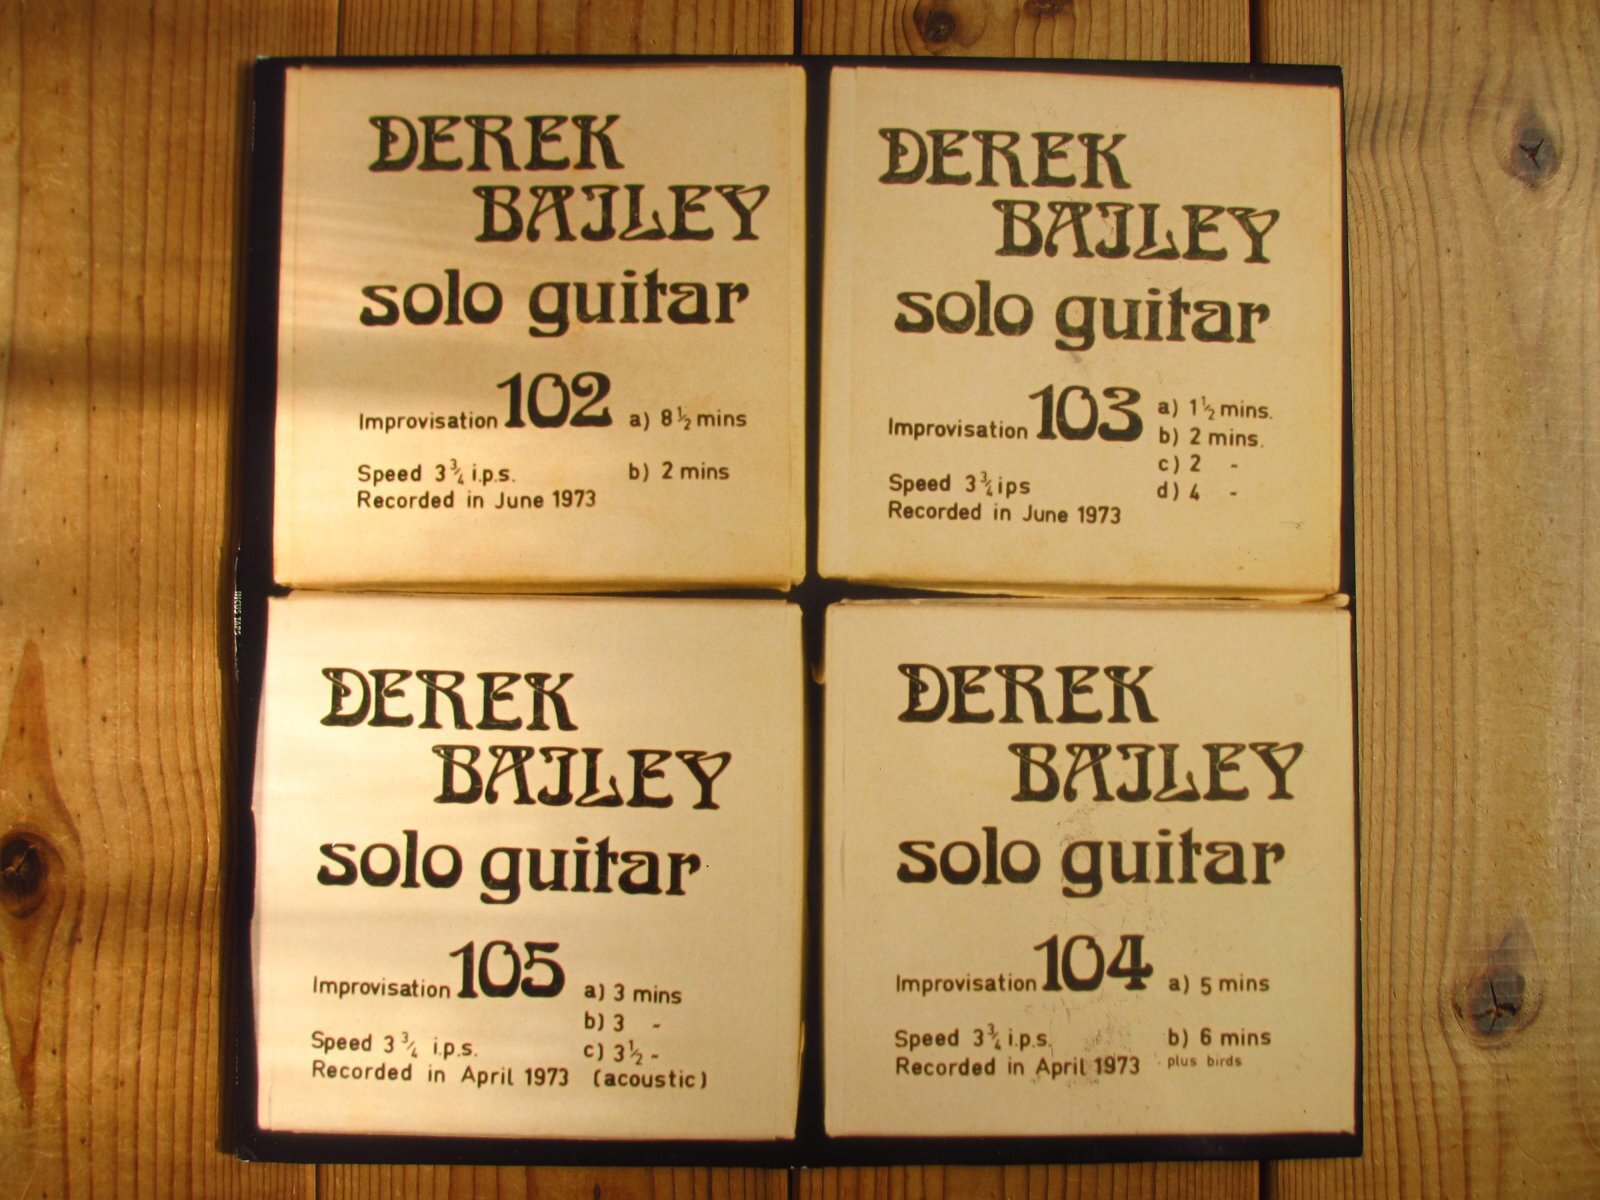 DEREK
BAILEY
solo guitar
Improvisation 102 a) 8½ mins
Speed 3¾ i.p.s. b) 2 mins
Recorded in June 1973
DEREK
BAILEY
solo guitar
Improvisation 103 a) 1½ mins.
b) 2 mins.
c) 2 -
Speed 3¾ ips
d) 4 -
Recorded in June 1973
DEREK
BAILEY
solo guitar
Improvisation 105 a) 3 mins
b) 3 -
Speed 3¾ i.p.s. c) 3½ -
Recorded in April 1973 (acoustic)
DEREK
BAILEY
solo guitar
Improvisation 104 a) 5 mins
Speed 3¾ i.p.s. b) 6 mins
Recorded in April 1973 plus birds
INCUS TAPS